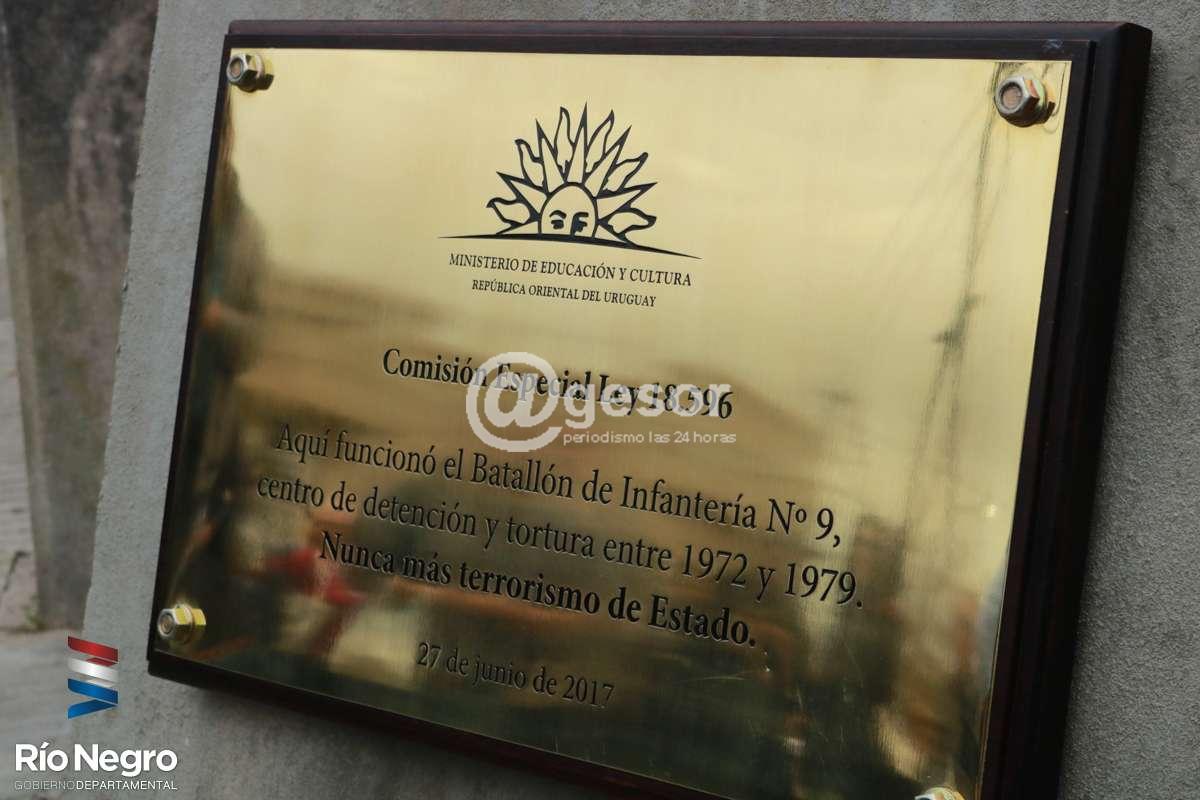 MINISTERIO DE EDUCACIÓN Y CULTURA
REPÚBLICA ORIENTAL DEL URUGUAY
Comisión Especial Ley 18.596
@gesor
periodismo las 24 horas
Aquí funcionó el Batallón de Infantería Nº 9,
centro de detención y tortura entre 1972 y 1979.
Nunca más terrorismo de Estado.
27 de junio de 2017
Río Negro
GOBIERNODEPARTAMENTAL